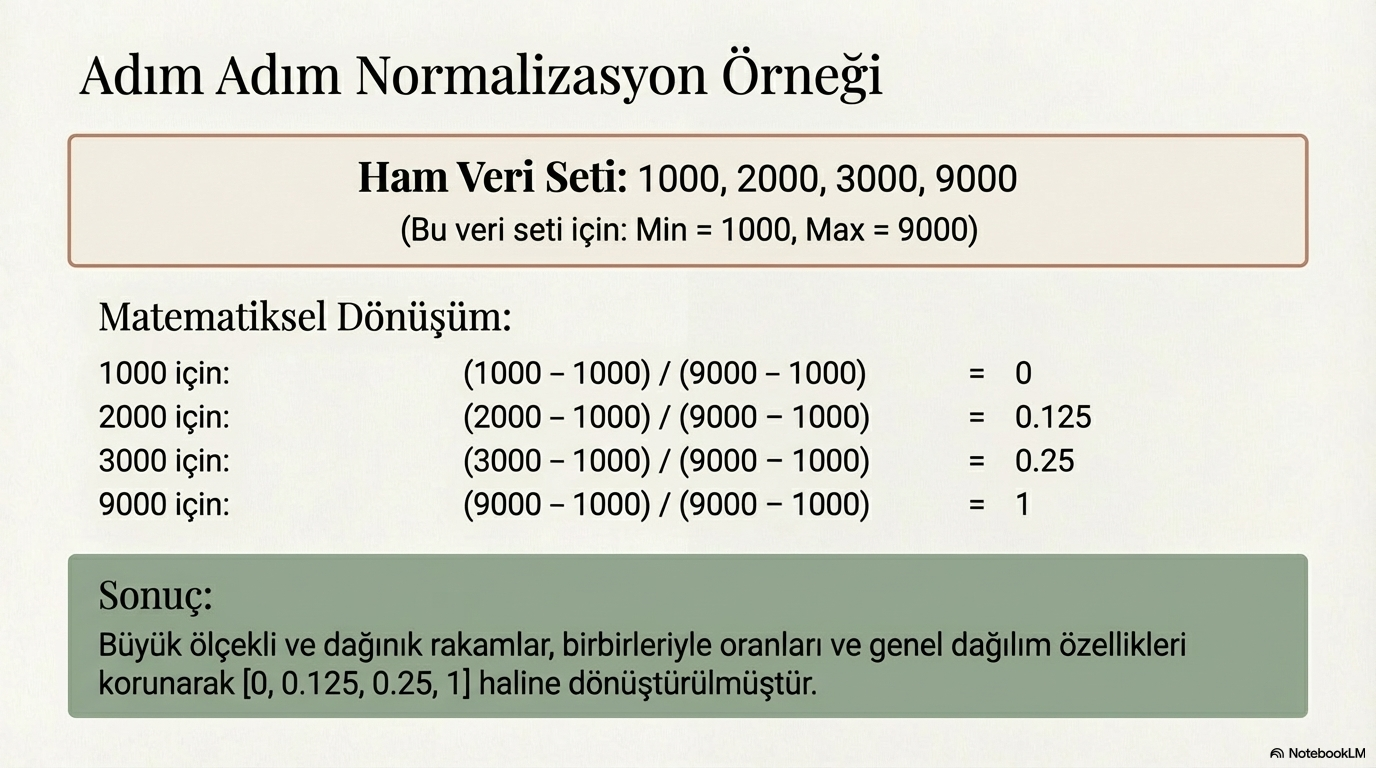 Adım Adım Normalizasyon Örneği
Ham Veri Seti: 1000, 2000, 3000, 9000
(Bu veri seti için: Min = 1000, Max = 9000)
Matematiksel Dönüşüm:
1000 için: (1000 – 1000) / (9000 – 1000) = 0
2000 için: (2000 – 1000) / (9000 – 1000) = 0.125
3000 için: (3000 – 1000) / (9000 – 1000) = 0.25
9000 için: (9000 – 1000) / (9000 – 1000) = 1
Sonuç:
Büyük ölçekli ve dağınık rakamlar, birbirleriyle oranları ve genel dağılım özellikleri
korunarak [0, 0.125, 0.25, 1] haline dönüştürülmüştür.
NotebookLM